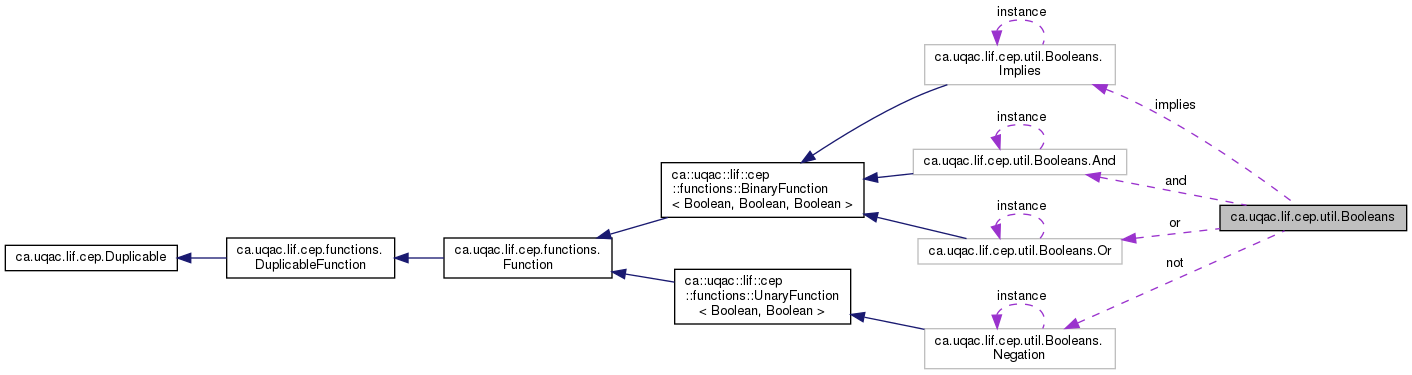 instance
ca.uqac.lif.cep.util.Booleans.
Implies
implies
instance
ca.uqac.lif.cep.util.Booleans.And
and
ca::uqac::lif::cep
::functions::BinaryFunction
< Boolean, Boolean, Boolean >
instance
ca.uqac.lif.cep.util.Booleans
or
ca.uqac.lif.cep.util.Booleans.Or
ca.uqac.lif.cep.Duplicable
ca.uqac.lif.cep.functions.
DuplicableFunction
ca.uqac.lif.cep.functions.
Function
not
ca::uqac::lif::cep
::functions::UnaryFunction
< Boolean, Boolean >
instance
ca.uqac.lif.cep.util.Booleans.
Negation